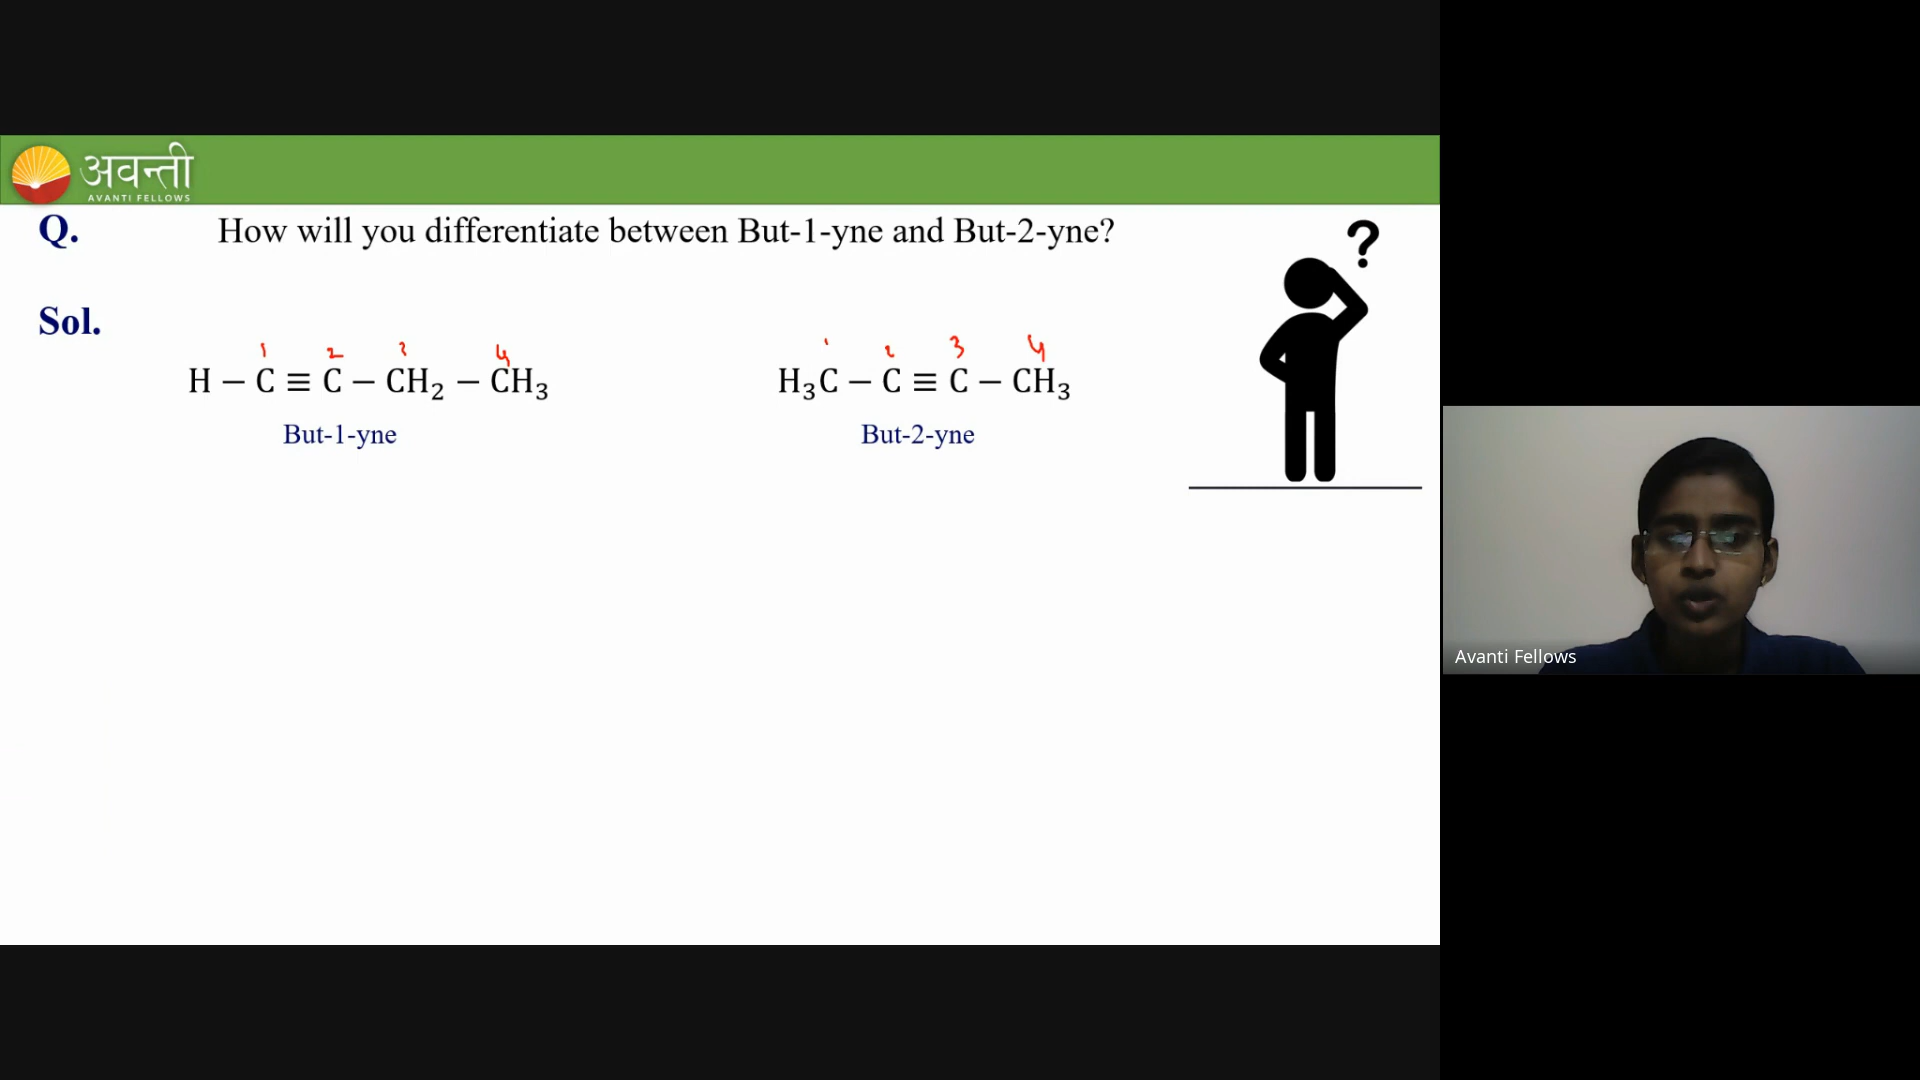 अवन्ती
AVANTI FELLOWS
Q. How will you differentiate between But-1-yne and But-2-yne?
?
Sol.
1 2 3 4
H – C ≡ C – CH₂ – CH₃
But-1-yne
1 2 3 4
H₃C – C ≡ C – CH₃
But-2-yne
Avanti Fellows